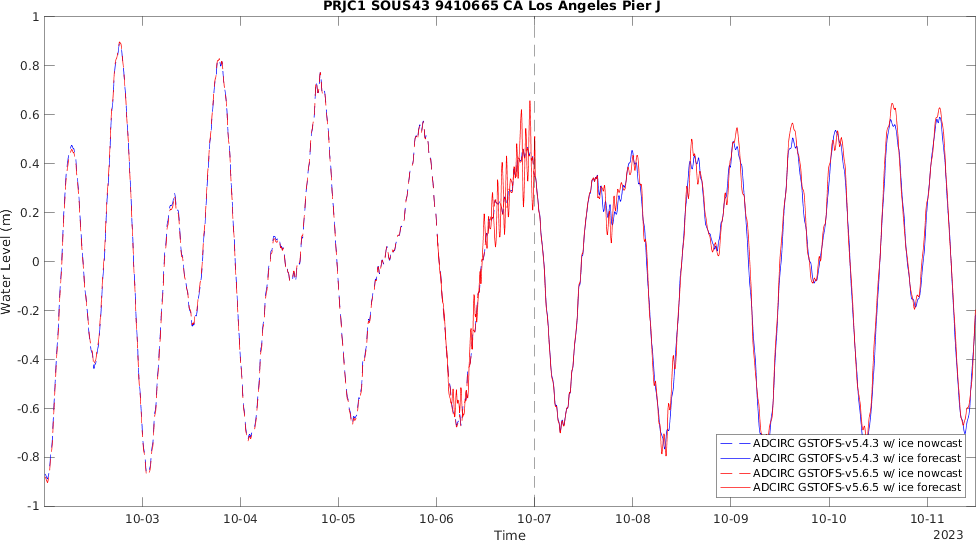 PRJC1 SOUS43 9410665 CA Los Angeles Pier J
1
0.8
0.6
0.4
0.2
0
-0.2
-0.4
-0.6
-0.8
-1
Water Level (m)
10-03 10-04 10-05 10-06 10-07 10-08 10-09 10-10 10-11
2023
Time
ADCIRC GSTOFS-v5.4.3 w/ ice nowcast
ADCIRC GSTOFS-v5.4.3 w/ ice forecast
ADCIRC GSTOFS-v5.6.5 w/ ice nowcast
ADCIRC GSTOFS-v5.6.5 w/ ice forecast